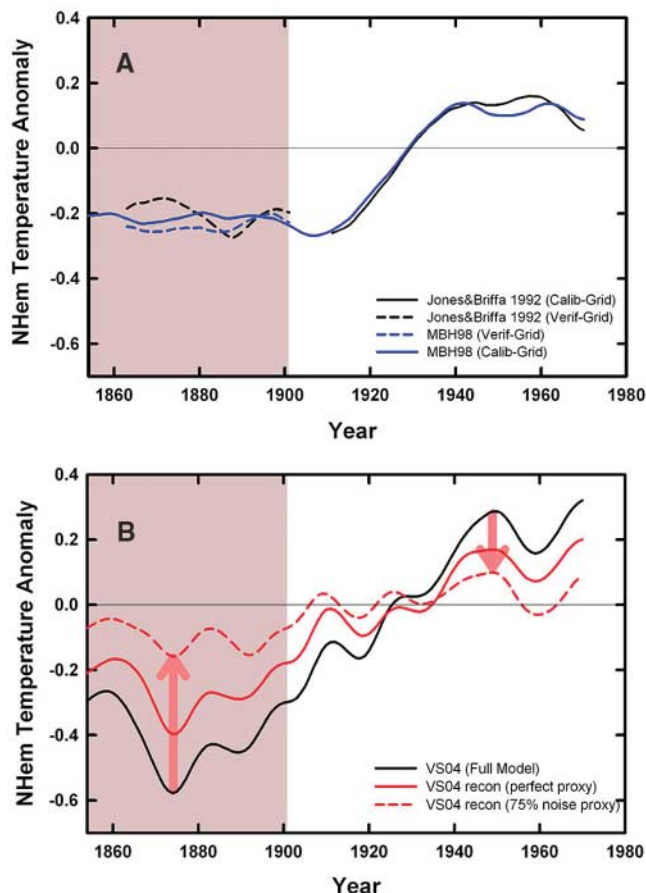 A
NHem Temperature Anomaly
0.4
0.2
0.0
-0.2
-0.4
-0.6
Jones&Briffa 1992 (Calib-Grid)
Jones&Briffa 1992 (Verif-Grid)
MBH98 (Verif-Grid)
MBH98 (Calib-Grid)
1860 1880 1900 1920 1940 1960 1980
Year
B
NHem Temperature Anomaly
0.4
0.2
0.0
-0.2
-0.4
-0.6
VS04 (Full Model)
VS04 recon (perfect proxy)
VS04 recon (75% noise proxy)
1860 1880 1900 1920 1940 1960 1980
Year